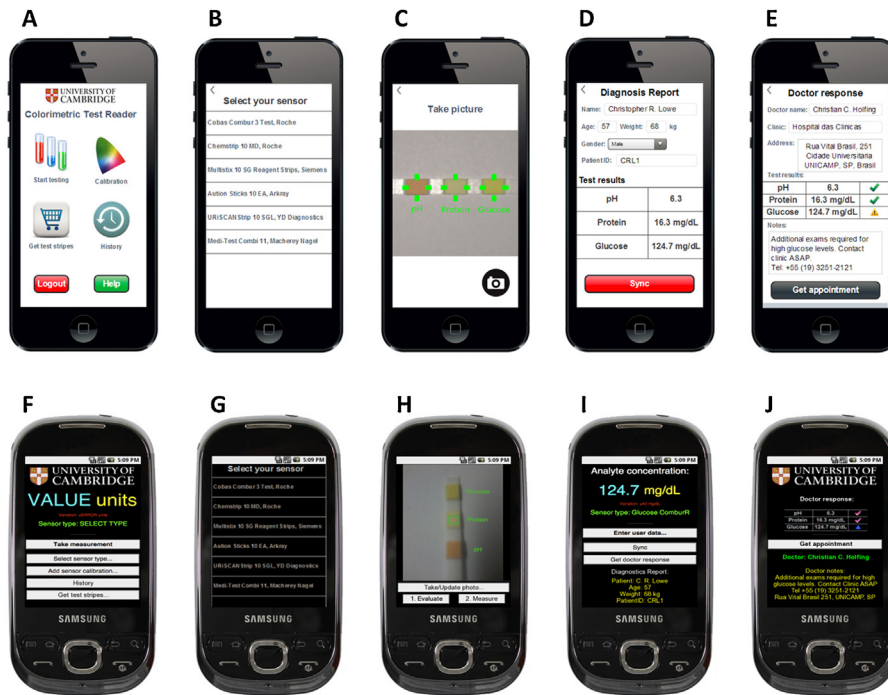 A
B
C
D
E
UNIVERSITY OF
CAMBRIDGE
Colorimetric Test Reader
Start testing
Calibration
Get test stripes
History
Logout
Help
Select your sensor
Cobas Combur 3 Test, Roche
Chemstrip 10 MD, Roche
Multistix 10 SG Reagent Strips, Siemens
Aution Sticks 10 EA, Arkray
URiSCAN Strip 10 SGL, YD Diagnostics
Medi-Test Combi 11, Macherey Nagel
Take picture
pH Protein Glucose
Diagnosis Report
Name: Christopher R. Lowe
Age: 57 Weight: 68 kg
Gender: Male
Patient ID: CRL1
Test results
pH 6.3
Protein 16.3 mg/dL
Glucose 124.7 mg/dL
Sync
Doctor response
Doctor name: Christian C. Holfing
Clinic: Hospital das Clinicas
Address: Rua Vital Brasil, 251
Cidade Universitaria
UNICAMP, SP, Brasil
Test results:
pH 6.3
Protein 16.3 mg/dL
Glucose 124.7 mg/dL
Notes:
Additional exams required for
high glucose levels. Contact
clinic ASAP.
Tel: +55 (19) 3251-2121
Get appointment
F
G
H
I
J
5:09 PM
UNIVERSITY OF
CAMBRIDGE
VALUE units
Sensor type: SELECT TYPE
Take measurement
Select sensor type...
Add sensor calibration...
History
Get test stripes...
SAMSUNG
5:09 PM
Select your sensor
Cobas Combur 3 Test, Roche
Chemstrip 10 MD, Roche
Multistix 10 SG Reagent Strips, Siemens
Aution Sticks 10 EA, Arkray
URiSCAN Strip 10 SGL, YD Diagnostics
Medi-Test Combi 11, Macherey Nagel
SAMSUNG
5:09 PM
Glucose
Protein
pH
Take/Update photo...
1. Evaluate
2. Measure
SAMSUNG
5:09 PM
Analyte concentration:
124.7 mg/dL
Sensor type: Glucose ComburR
Enter user data...
Sync
Get doctor response
Diagnostics Report:
Patient: C. R. Lowe
Age: 57
Weight: 68 kg
PatientID: CRL1
SAMSUNG
5:09 PM
UNIVERSITY OF
CAMBRIDGE
Doctor response:
pH 6.3
Protein 16.3 mg/dL
Glucose 124.7 mg/dL
Get appointment
Doctor: Christian C. Holfing
Doctor notes:
Additional exams required for high
glucose levels. Contact Clinic ASAP
Tel +55 (19) 3251-2121
Rua Vital Brasil 251, UNICAMP, SP
SAMSUNG